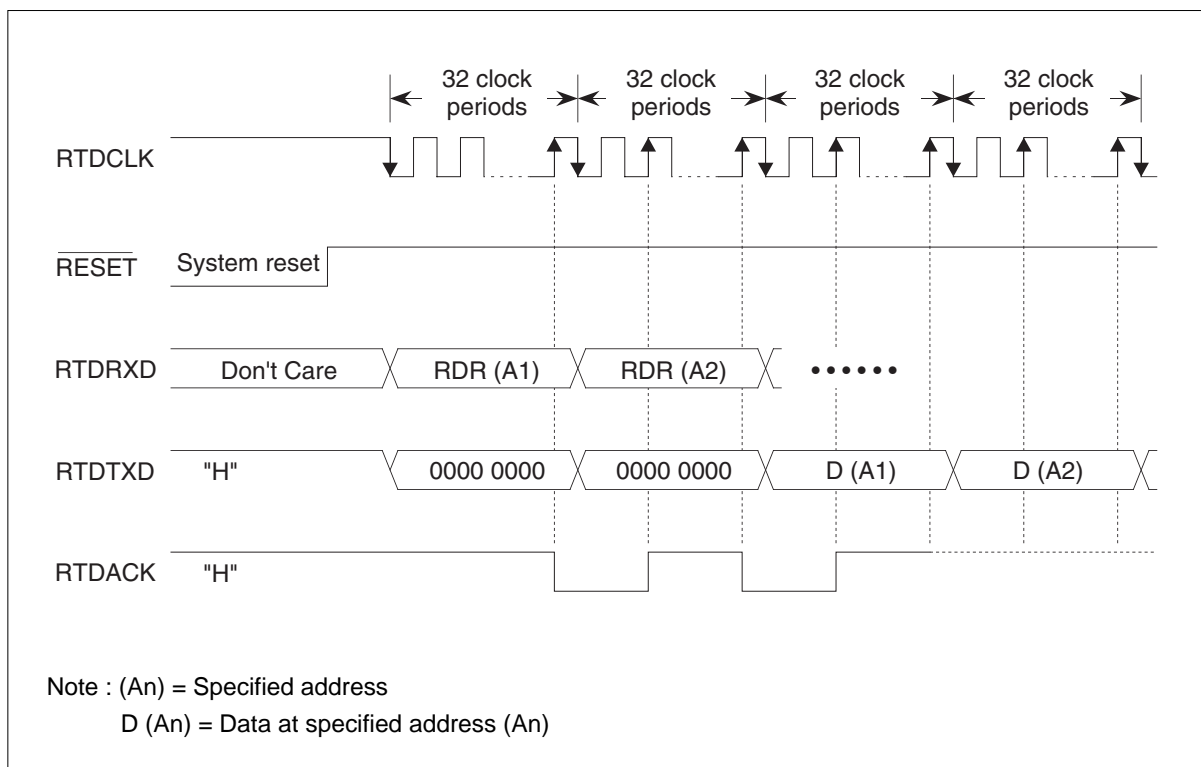 32 clock periods 32 clock periods 32 clock periods 32 clock periods
RTDCLK
RESET System reset
RTDRXD Don't Care RDR (A1) RDR (A2) ••••••
RTDTXD "H" 0000 0000 0000 0000 D (A1) D (A2)
RTDACK "H"
Note : (An) = Specified address
D (An) = Data at specified address (An)